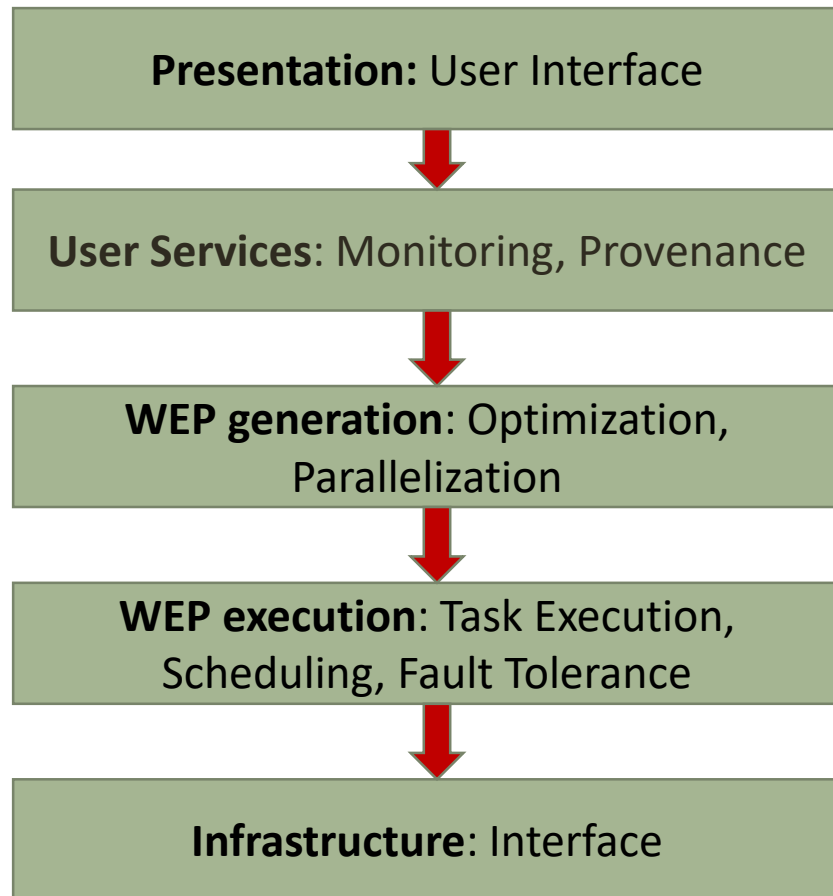 Presentation: User Interface
User Services: Monitoring, Provenance
WEP generation: Optimization,
Parallelization
WEP execution: Task Execution,
Scheduling, Fault Tolerance
Infrastructure: Interface